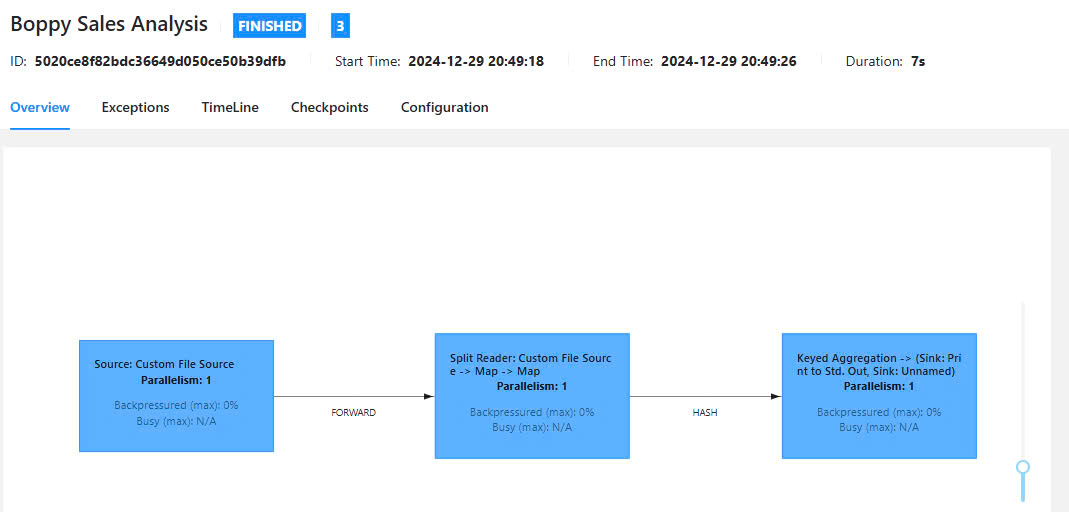 Boppy Sales Analysis FINISHED 3
ID: 5020ce8f82bdc36649d050ce50b39dfb Start Time: 2024-12-29 20:49:18 End Time: 2024-12-29 20:49:26 Duration: 7s
Overview Exceptions TimeLine Checkpoints Configuration
Source: Custom File Source
Parallelism: 1
Backpressured (max): 0%
Busy (max): N/A
FORWARD
Split Reader: Custom File Sourc
e -> Map -> Map
Parallelism: 1
Backpressured (max): 0%
Busy (max): N/A
HASH
Keyed Aggregation -> (Sink: Pri
nt to Std. Out, Sink: Unnamed)
Parallelism: 1
Backpressured (max): 0%
Busy (max): N/A